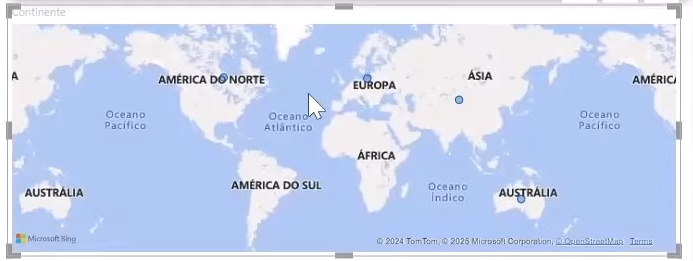 Continente
AMÉRICA DO NORTE
EUROPA
ÁSIA
AMÉRICA
A
Oceano
Pacífico
Oceano
Atlântico
Oceano
Pacífico
ÁFRICA
AMÉRICA DO SUL
Oceano
Índico
AUSTRÁLIA
AUSTRÁLIA
Microsoft Bing
© 2024 TomTom, © 2025 Microsoft Corporation, © OpenStreetMap Terms